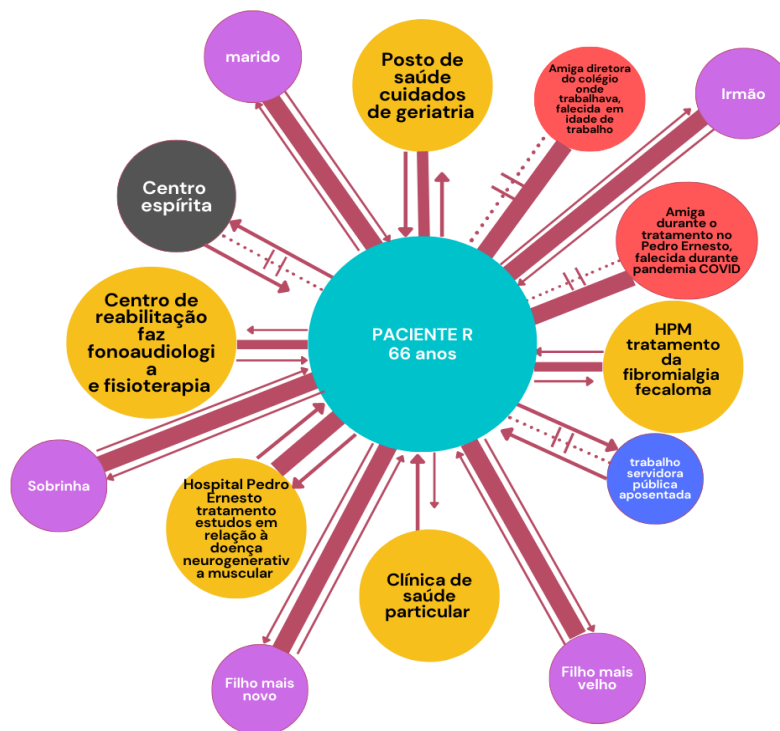 marido
Posto de
saúde
cuidados
de geriatria
Amiga diretora
do colégio
onde
trabalhava,
falecida em
idade de
trabalho
Irmão
Centro
espírita
Amiga
durante o
tratamento no
Pedro Ernesto,
falecida durante
pandemia COVID
Centro de
reabilitação
faz
fonoaudiologi
a
e fisioterapia
PACIENTE R
66 anos
HPM
tratamento
da
fibromialgia
fecaloma
Sobrinha
Hospital Pedro
Ernesto
tratamento
estudos em
relação à
doença
neurogenerativ
a muscular
trabalho
servidora
pública
aposentada
Clínica de
saúde
particular
Filho mais
novo
Filho mais
velho